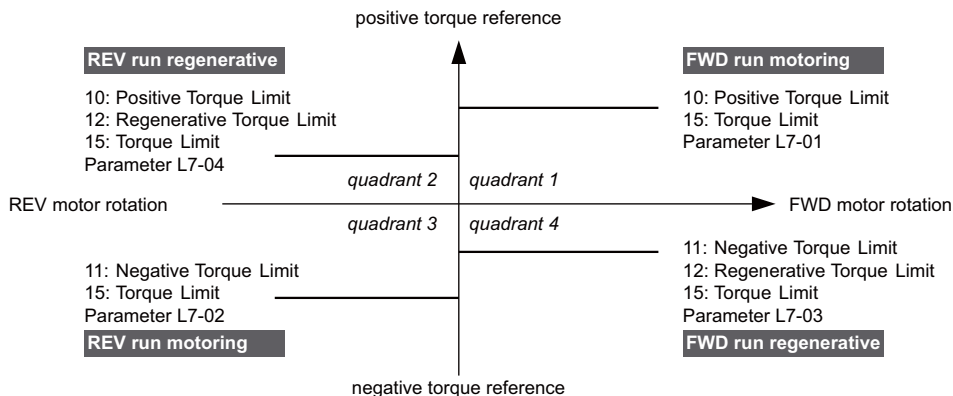 positive torque reference
REV run regenerative
10: Positive Torque Limit
12: Regenerative Torque Limit
15: Torque Limit
Parameter L7-04
FWD run motoring
10: Positive Torque Limit
15: Torque Limit
Parameter L7-01
quadrant 2
quadrant 1
REV motor rotation
FWD motor rotation
quadrant 3
quadrant 4
11: Negative Torque Limit
15: Torque Limit
Parameter L7-02
REV run motoring
11: Negative Torque Limit
12: Regenerative Torque Limit
15: Torque Limit
Parameter L7-03
FWD run regenerative
negative torque reference